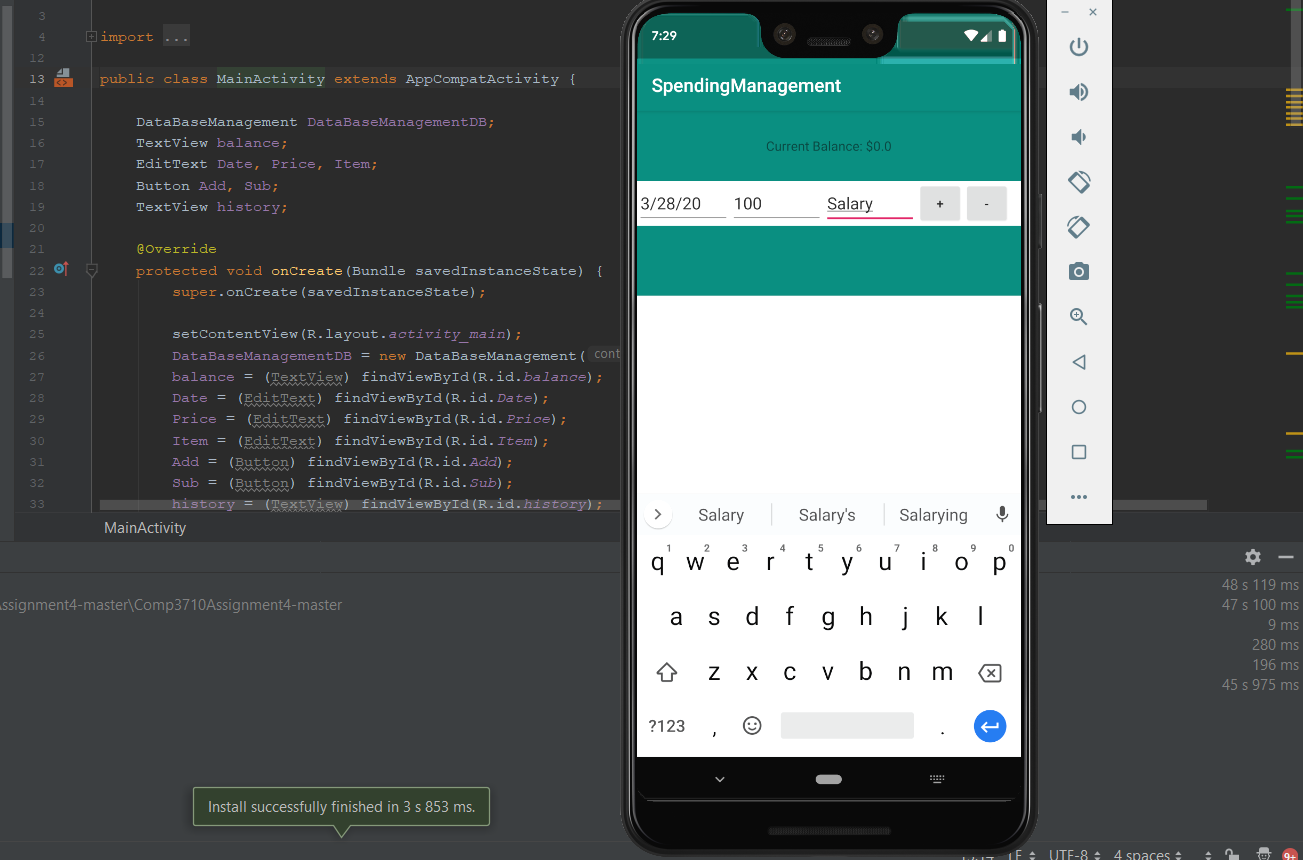 3
4 import ...
12
13 public class MainActivity extends AppCompatActivity {
14
15 DataBaseManagement DataBaseManagementDB;
16 TextView balance;
17 EditText Date, Price, Item;
18 Button Add, Sub;
19 TextView history;
20
21 @Override
22 protected void onCreate(Bundle savedInstanceState) {
23 super.onCreate(savedInstanceState);
24
25 setContentView(R.layout.activity_main);
26 DataBaseManagementDB = new DataBaseManagement( cont
27 balance = (TextView) findViewById(R.id.balance);
28 Date = (EditText) findViewById(R.id.Date);
29 Price = (EditText) findViewById(R.id.Price);
30 Item = (EditText) findViewById(R.id.Item);
31 Add = (Button) findViewById(R.id.Add);
32 Sub = (Button) findViewById(R.id.Sub);
33 history = (TextView) findViewById(R.id.history);
MainActivity
ssignment4-master\Comp3710Assignment4-master
Install successfully finished in 3 s 853 ms.
7:29
SpendingManagement
Current Balance: $0.0
3/28/20 100 Salary + -
Salary Salary's Salarying
1 2 3 4 5 6 7 8 9 0
q w e r t y u i o p
a s d f g h j k l
z x c v b n m
?123 , .
48 s 119 ms
47 s 100 ms
9 ms
280 ms
196 ms
45 s 975 ms
UTF-8 4 spaces 9+